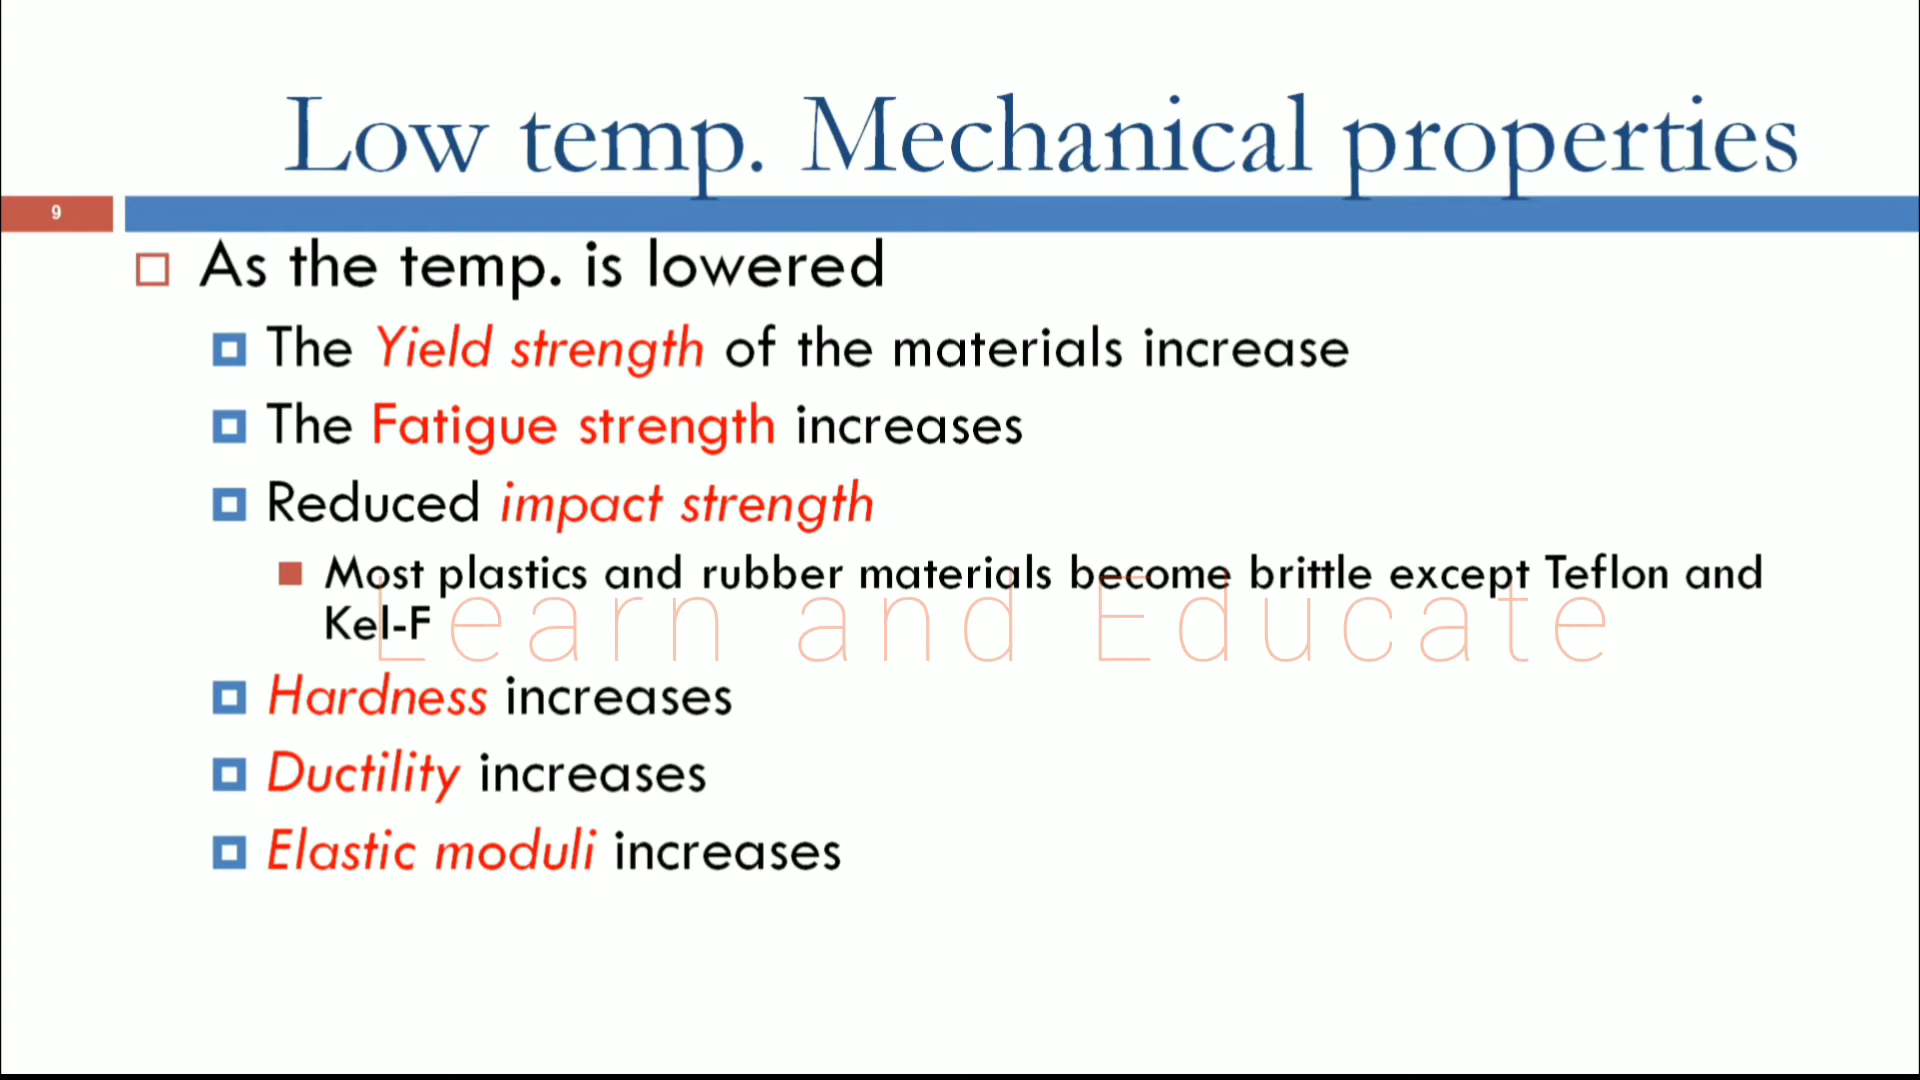 Low temp. Mechanical properties
9
As the temp. is lowered
The Yield strength of the materials increase
The Fatigue strength increases
Reduced impact strength
Most plastics and rubber materials become brittle except Teflon and
Kel-F
Learn and Educate
Hardness increases
Ductility increases
Elastic moduli increases